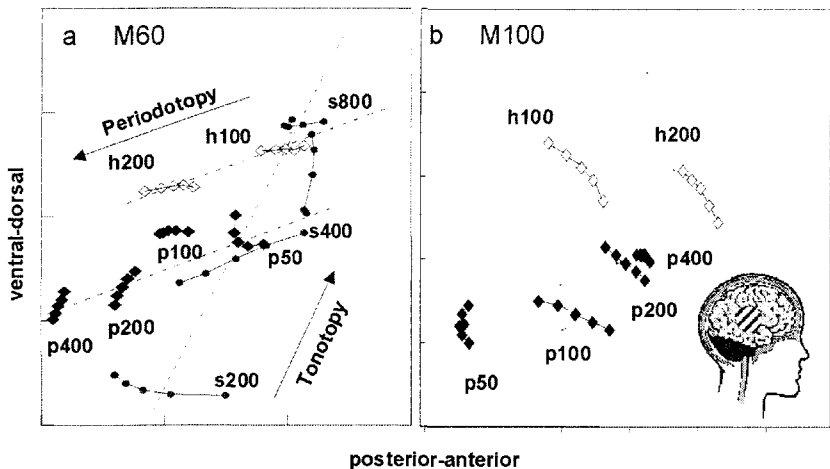 a M60
Periodotopy
s800
h100
h200
p100
s400
p50
p200
p400
Tonotopy
s200
b M100
h100
h200
p400
p200
p100
p50
ventral-dorsal
posterior-anterior